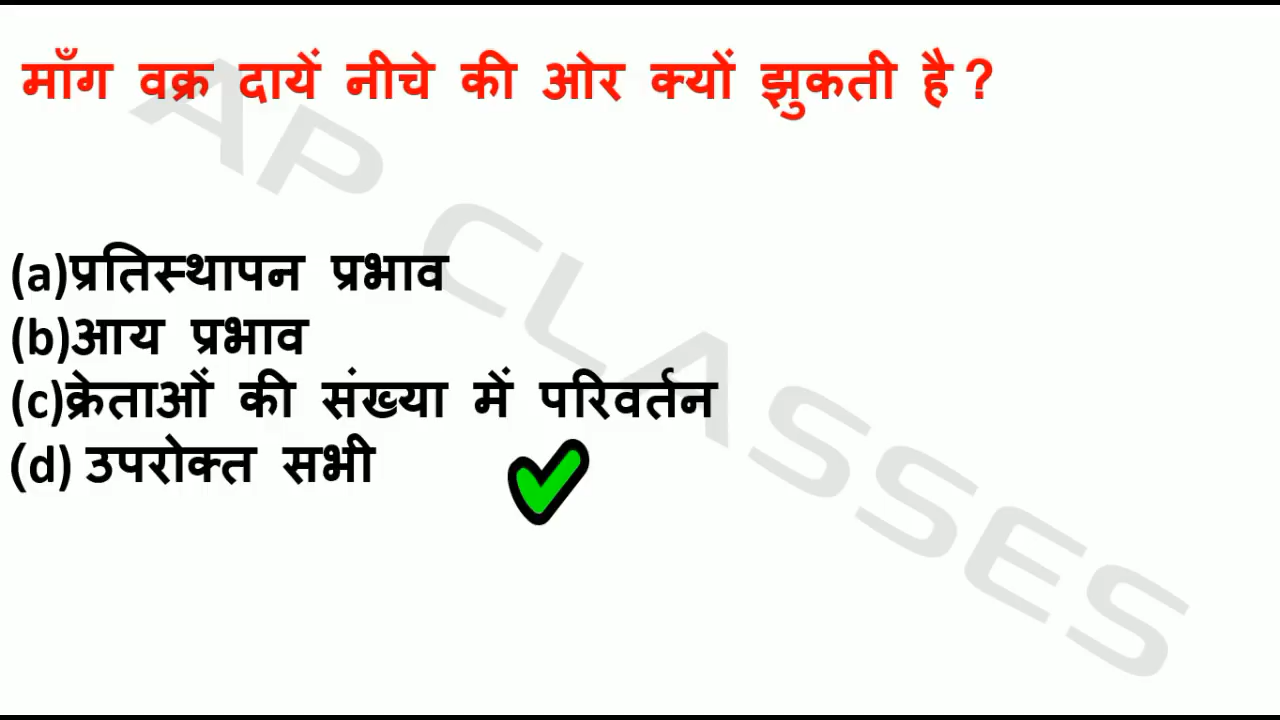 माँग वक्र दायें नीचे की ओर क्यों झुकती है ?
(a)प्रतिस्थापन प्रभाव
(b)आय प्रभाव
(c)क्रेताओं की संख्या में परिवर्तन
(d) उपरोक्त सभी
AP CLASSES